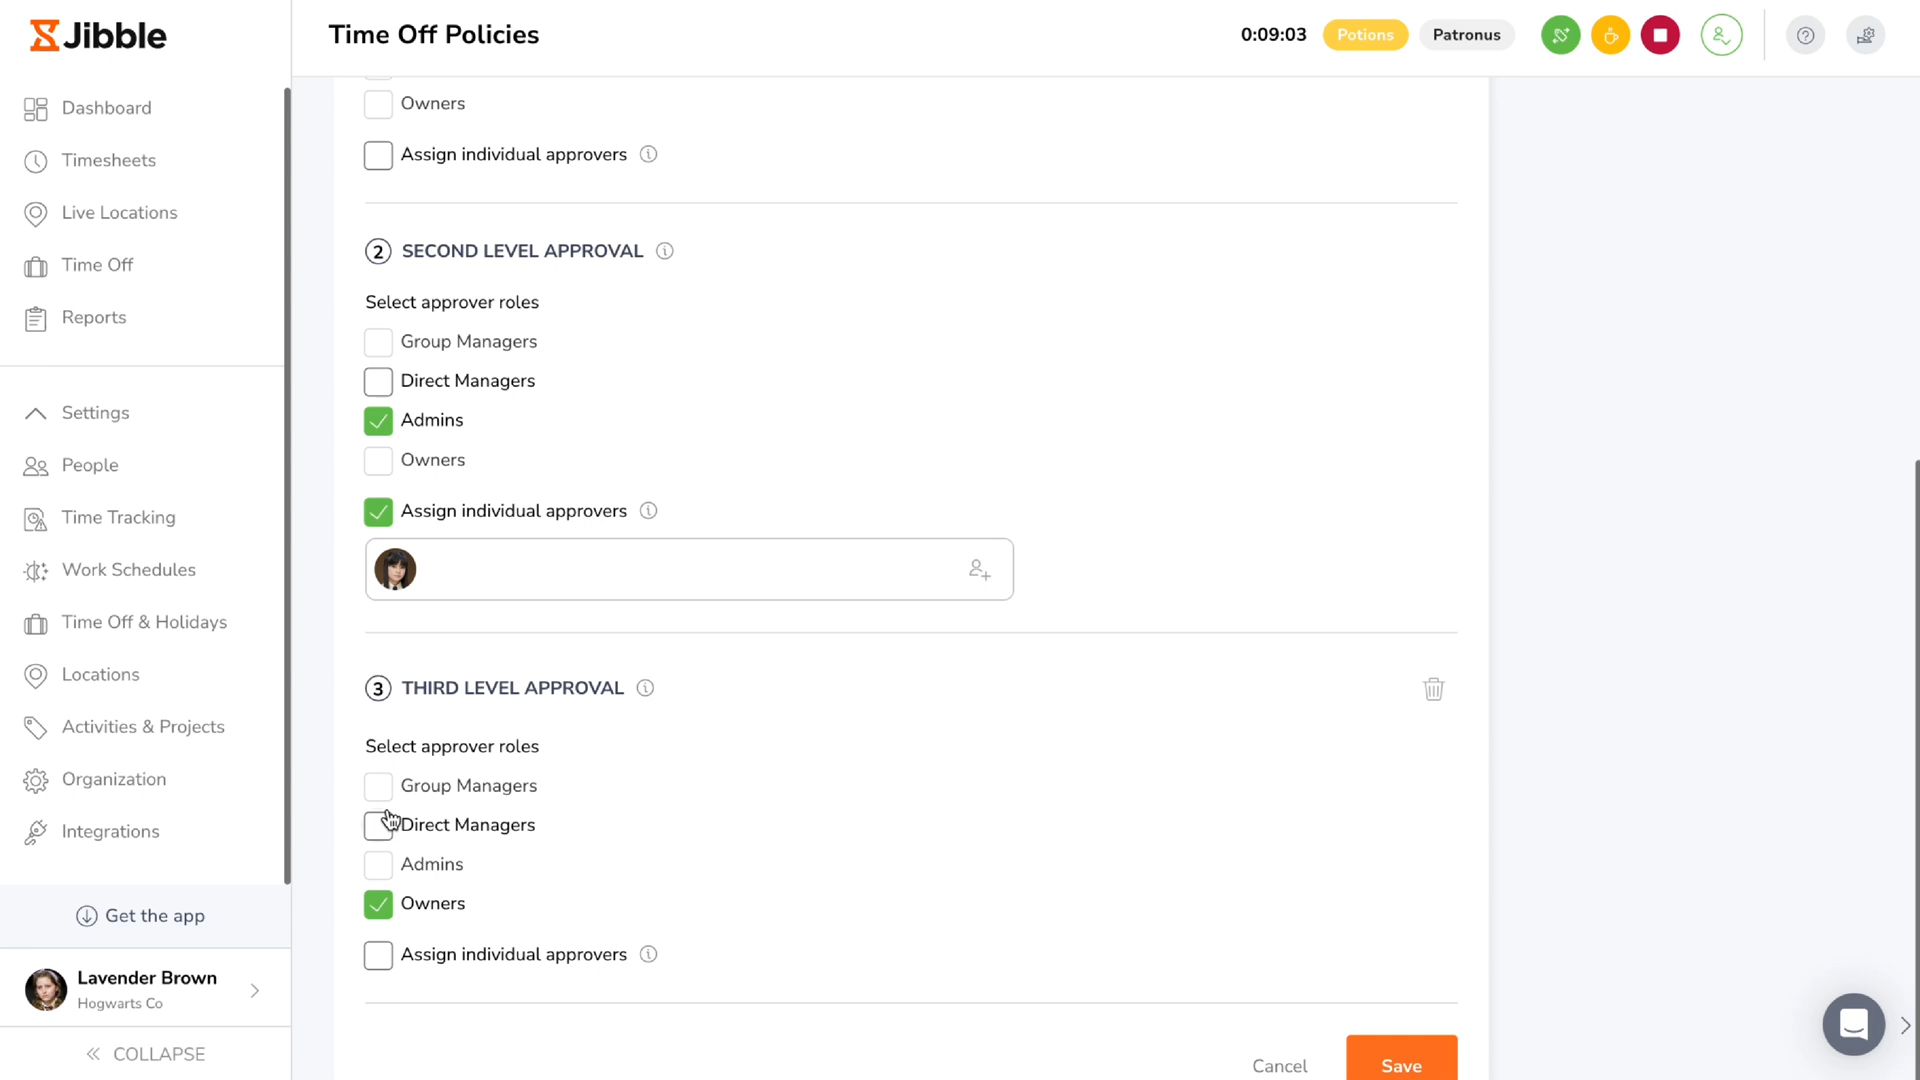 Jibble
Time Off Policies
0:09:03
Potions
Patronus
Dashboard
Timesheets
Live Locations
Time Off
Reports
Settings
People
Time Tracking
Work Schedules
Time Off & Holidays
Locations
Activities & Projects
Organization
Integrations
Get the app
Lavender Brown
Hogwarts Co
COLLAPSE
Owners
Assign individual approvers
2 SECOND LEVEL APPROVAL
Select approver roles
Group Managers
Direct Managers
Admins
Owners
Assign individual approvers
3 THIRD LEVEL APPROVAL
Select approver roles
Group Managers
Direct Managers
Admins
Owners
Assign individual approvers
Cancel
Save